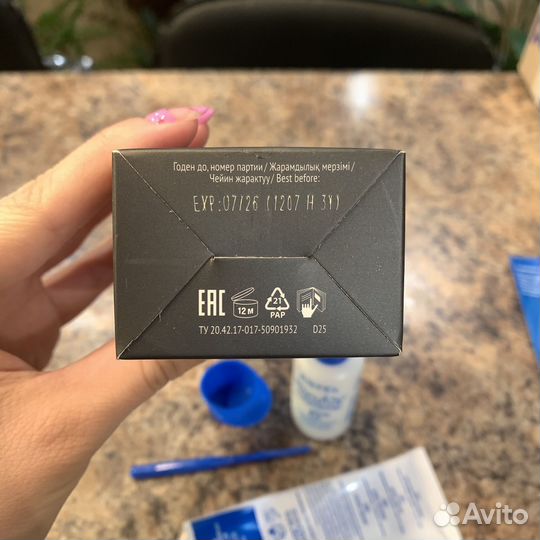 Годен до, номер партии / Жарамдылық мерзімі /
Чейин жарактуу / Best before:
EXP:07/26 (1207 H 3Y)
EAC
12 M
21
PAP
ТУ 20.42.17-017-50901932
D25
Avito